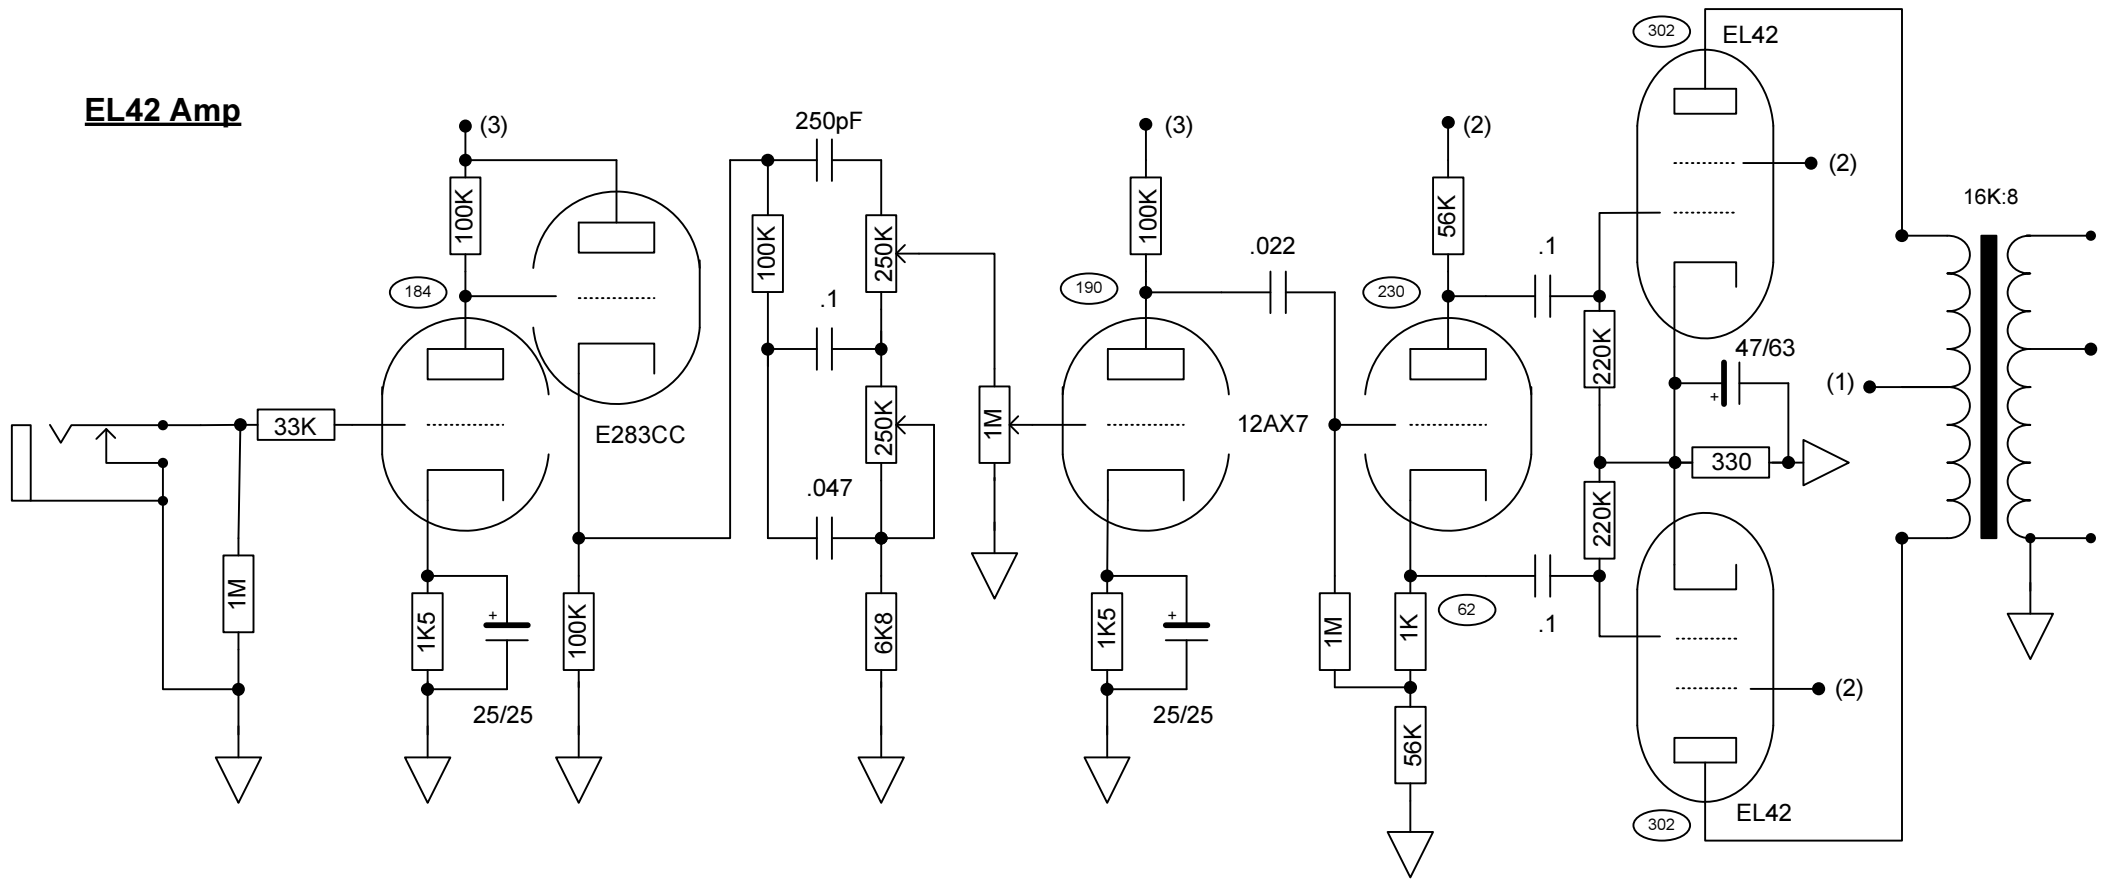 EL42 Amp
33K
1M
(3)
100K
184
E283CC
1K5
25/25
100K
250pF
100K
250K
.1
250K
.047
6K8
1M
(3)
100K
190
12AX7
1K5
25/25
.022
1M
(2)
56K
230
1K
62
56K
.1
.1
220K
220K
302
EL42
(2)
47/63
+
330
(2)
EL42
302
(1)
16K:8
+
+